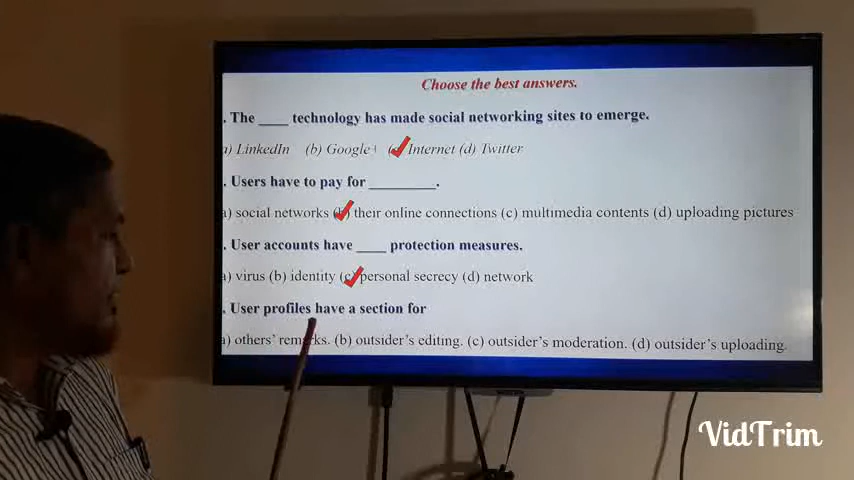 Choose the best answers.
. The ____ technology has made social networking sites to emerge.
a) LinkedIn (b) Google+ (c) Internet (d) Twitter
. Users have to pay for _________.
a) social networks (b) their online connections (c) multimedia contents (d) uploading pictures
. User accounts have ____ protection measures.
a) virus (b) identity (c) personal secrecy (d) network
. User profiles have a section for
a) others' remarks. (b) outsider's editing. (c) outsider's moderation. (d) outsider's uploading.
VidTrim